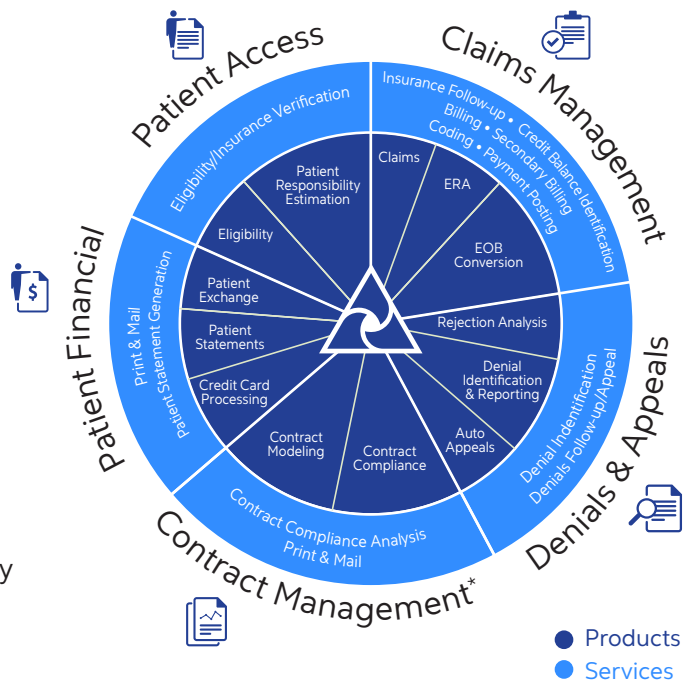 Patient Access
Claims Management
Eligibility/Insurance Verification
Insurance Follow-up • Credit Balance Identification
Billing • Secondary Billing
Coding • Payment Posting
Patient
Responsibility
Estimation
Claims
ERA
EOB
Conversion
Eligibility
Patient
Exchange
Patient
Statements
Credit Card
Processing
Rejection Analysis
Denial
Identification
& Reporting
Auto
Appeals
Contract
Modeling
Contract
Compliance
Patient Financial
Print & Mail
Patient Statement Generation
Denial Indentification
Denials Follow-up/Appeal
Denials & Appeals
Contract Compliance Analysis
Print & Mail
Contract Management*
$
y
Products
Services